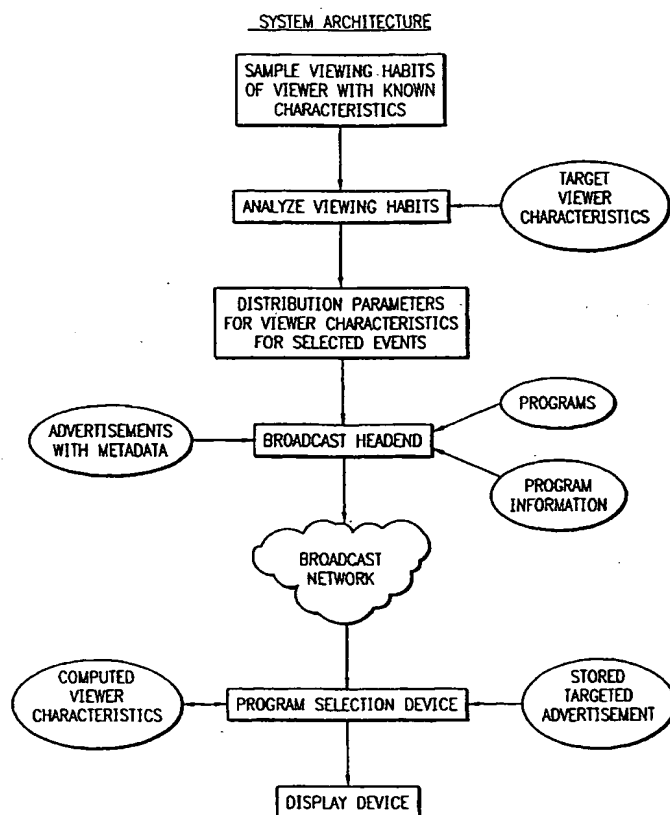 SYSTEM ARCHITECTURE
SAMPLE VIEWING HABITS
OF VIEWER WITH KNOWN
CHARACTERISTICS
ANALYZE VIEWING HABITS
TARGET
VIEWER
CHARACTERISTICS
DISTRIBUTION PARAMETERS
FOR VIEWER CHARACTERISTICS
FOR SELECTED EVENTS
PROGRAMS
ADVERTISEMENTS
WITH METADATA
BROADCAST HEADEND
PROGRAM
INFORMATION
BROADCAST
NETWORK
COMPUTED
VIEWER
CHARACTERISTICS
PROGRAM SELECTION DEVICE
STORED
TARGETED
ADVERTISEMENT
DISPLAY DEVICE